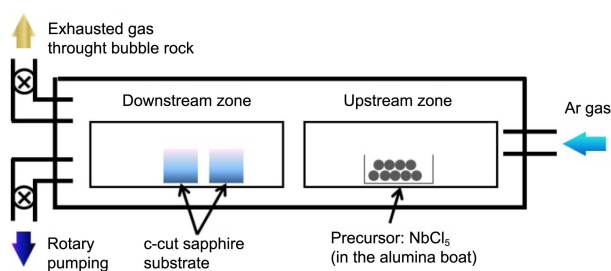 Exhausted gas
throught bubble rock
Downstream zone
Upstream zone
Ar gas
Rotary
pumping
c-cut sapphire
substrate
Precursor: NbCl₅
(in the alumina boat)